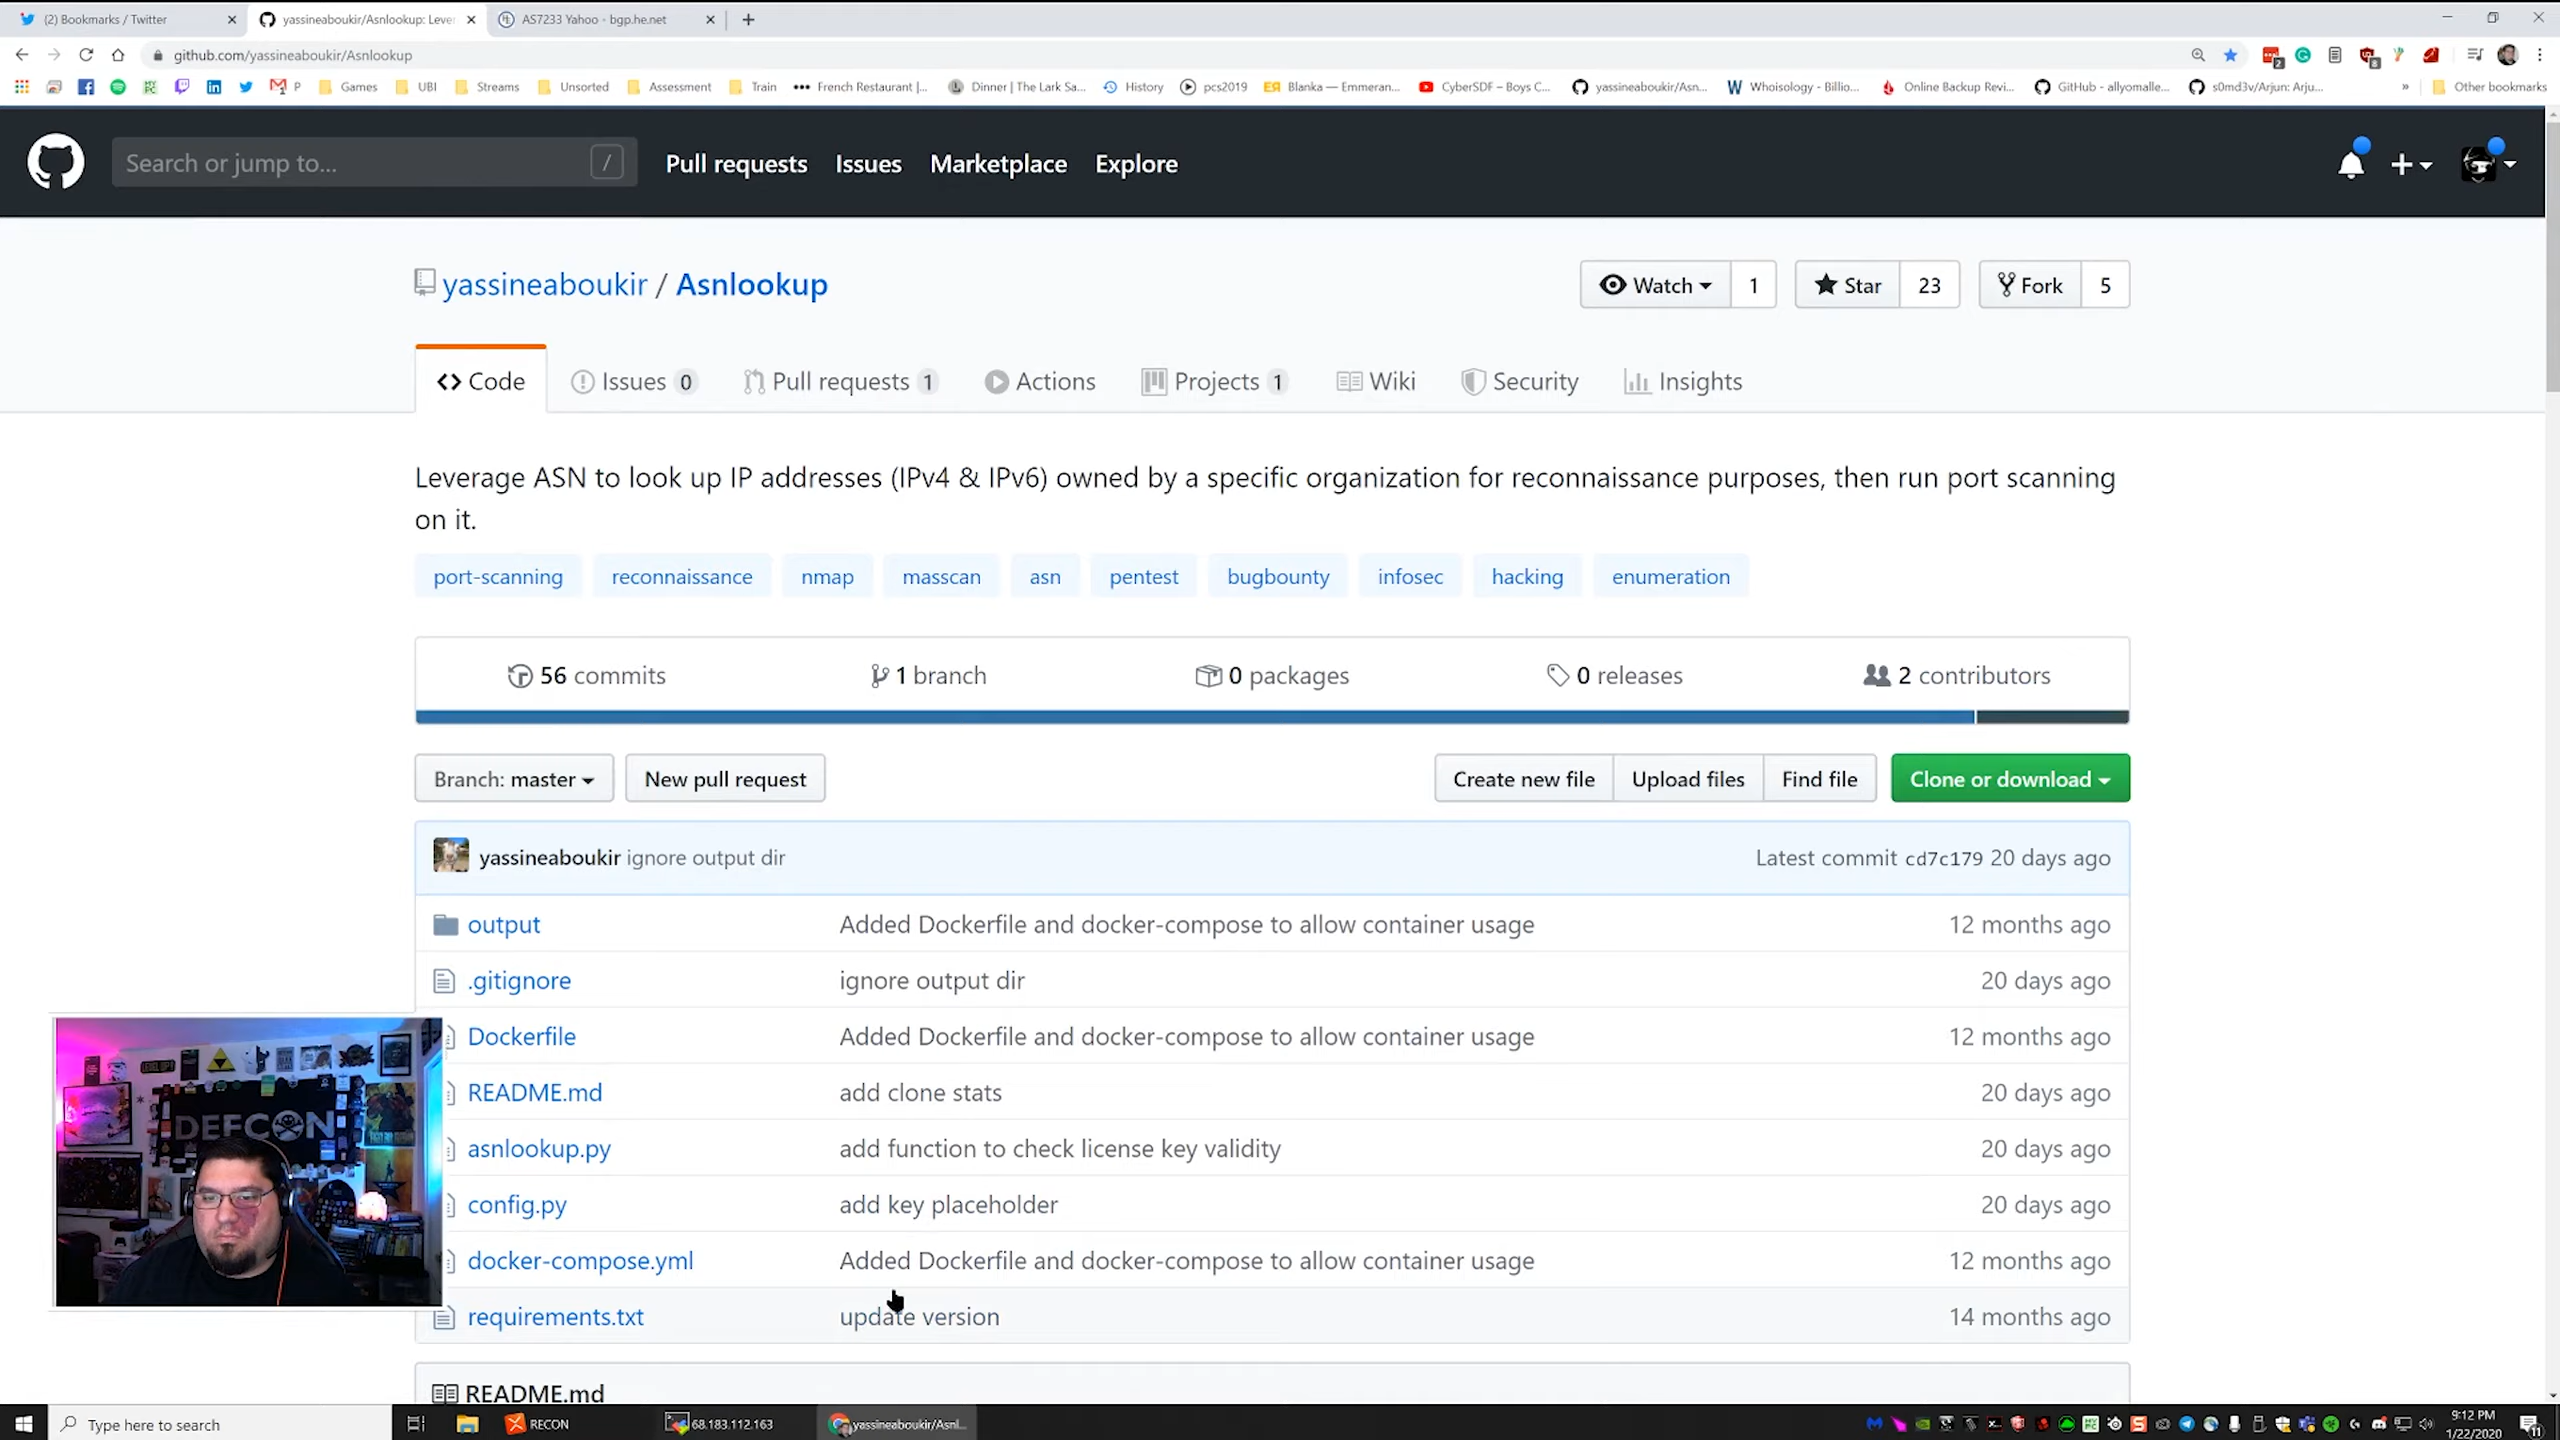 (2) Bookmarks / Twitter
yassineaboukir/Asnlookup: Leve
AS7233 Yahoo - bgp.he.net
github.com/yassineaboukir/Asnlookup
P
Games
UBI
Streams
Unsorted
Assessment
Train
French Restaurant |...
Dinner | The Lark Sa...
History
pcs2019
Blanka — Emmeran...
CyberSDF – Boys C...
yassineaboukir/Asn...
Whoisology - Billio...
Online Backup Revi...
GitHub - allyomalle...
s0md3v/Arjun: Arju...
»
Other bookmarks
Search or jump to...
/
Pull requests
Issues
Marketplace
Explore
yassineaboukir / Asnlookup
Watch
1
Star
23
Fork
5
Code
Issues 0
Pull requests 1
Actions
Projects 1
Wiki
Security
Insights
Leverage ASN to look up IP addresses (IPv4 & IPv6) owned by a specific organization for reconnaissance purposes, then run port scanning
on it.
port-scanning
reconnaissance
nmap
masscan
asn
pentest
bugbounty
infosec
hacking
enumeration
56 commits
1 branch
0 packages
0 releases
2 contributors
Branch: master
New pull request
Create new file
Upload files
Find file
Clone or download
yassineaboukir ignore output dir
Latest commit cd7c179 20 days ago
output
Added Dockerfile and docker-compose to allow container usage
12 months ago
.gitignore
ignore output dir
20 days ago
Dockerfile
Added Dockerfile and docker-compose to allow container usage
12 months ago
README.md
add clone stats
20 days ago
asnlookup.py
add function to check license key validity
20 days ago
config.py
add key placeholder
20 days ago
docker-compose.yml
Added Dockerfile and docker-compose to allow container usage
12 months ago
requirements.txt
update version
14 months ago
DEFCON
README.md
Type here to search
RECON
68.183.112.163
yassineaboukir/Asnl...
9:12 PM
1/22/2020
11